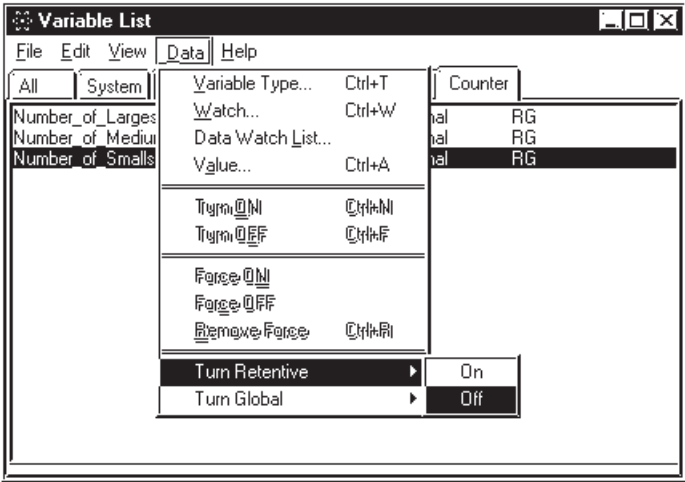 Variable List
File Edit View Data Help
All System Counter
Variable Type... Ctrl+T
Watch... Ctrl+W
Data Watch List...
Value... Ctrl+A
Turn ON Ctrl+N
Turn OFF Ctrl+F
Force ON
Force OFF
Remove Force Ctrl+R
Turn Retentive On
Turn Global Off
Number_of_Larges nal RG
Number_of_Mediu nal RG
Number_of_Smalls nal RG